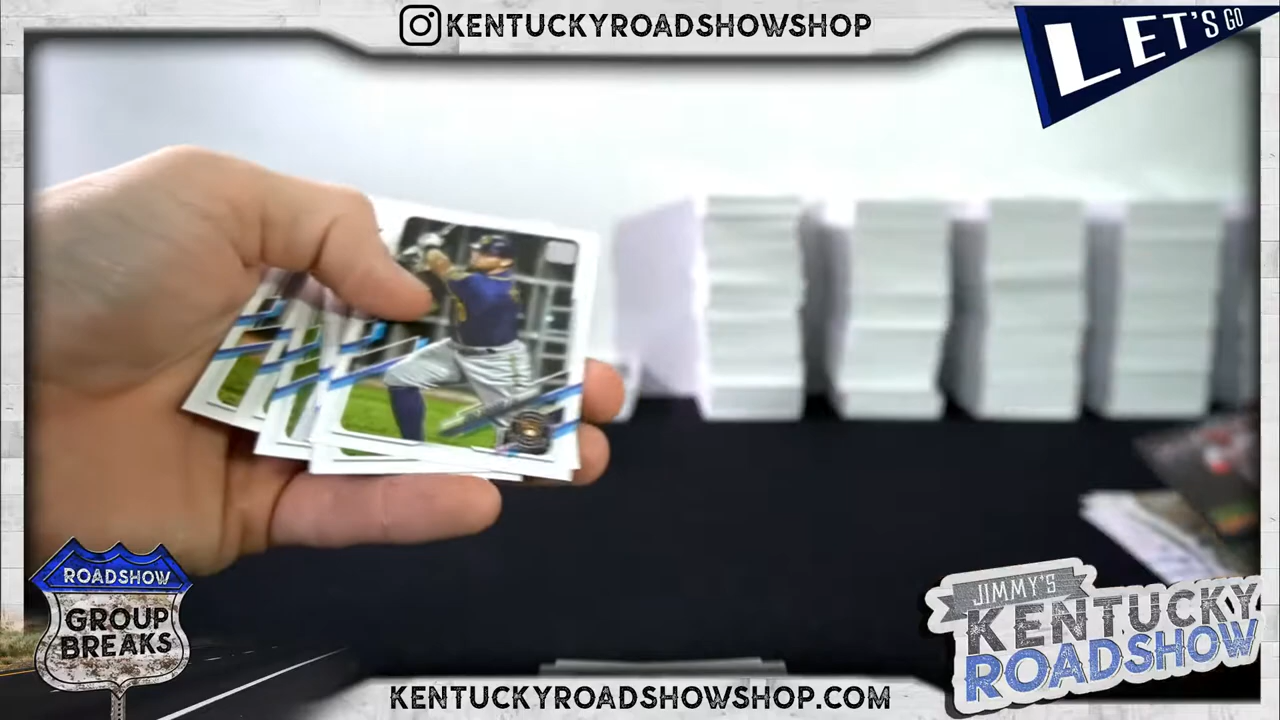 KENTUCKYROADSHOWSHOP
LET'S GO
ROADSHOW
GROUP
BREAKS
JIMMY'S
KENTUCKY
ROADSHOW
KENTUCKYROADSHOWSHOP.COM